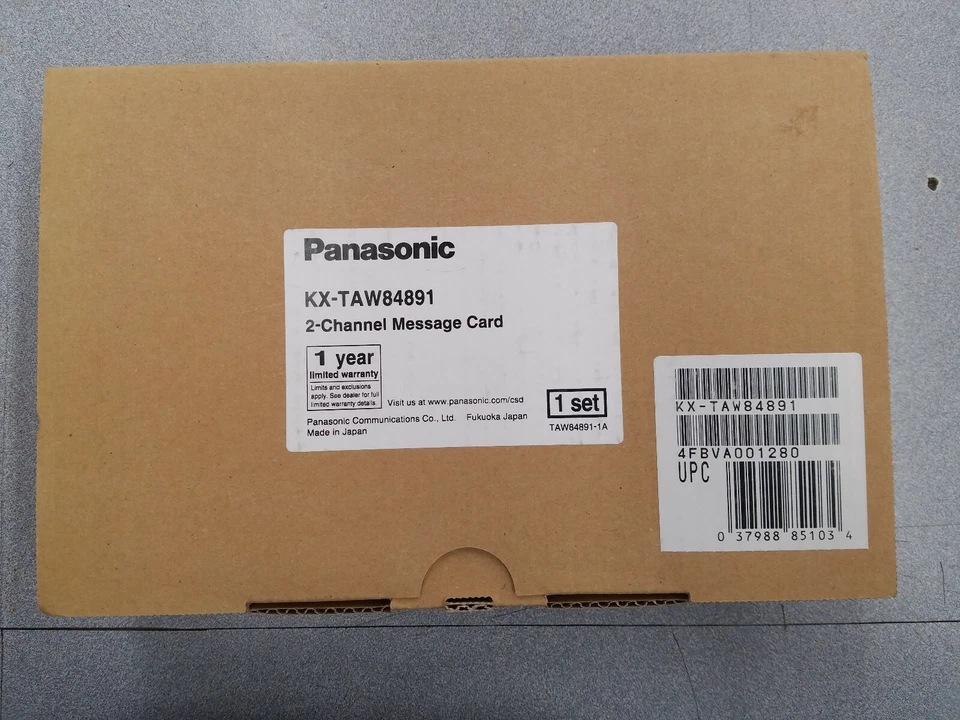 Panasonic
KX-TAW84891
2-Channel Message Card
1 year
limited warranty
Limits and exclusions
apply. See dealer for full
limited warranty details.
Visit us at www.panasonic.com/csd
1 set
Panasonic Communications Co., Ltd. Fukuoka Japan
Made in Japan
TAW84891-1A
KX-TAW84891
4FBVA001280
UPC
0 37988 85103 4